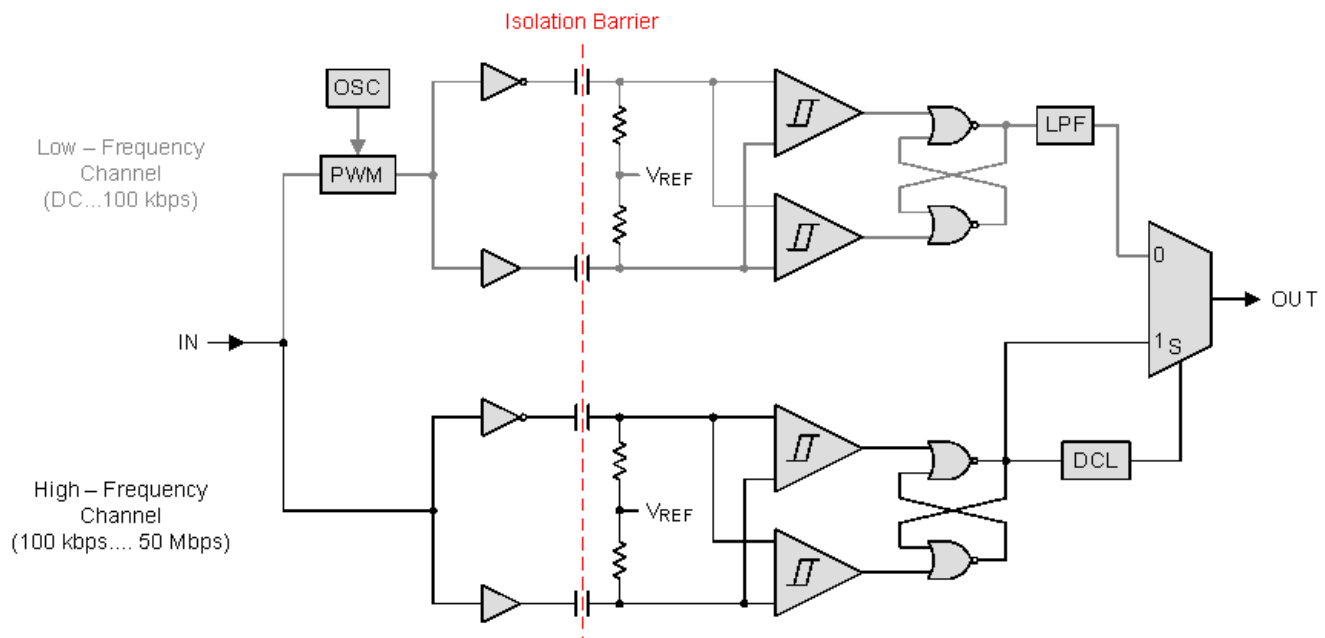 Isolation Barrier
OSC
Low – Frequency
Channel
(DC...100 kbps)
PWM
VREF
LPF
0
OUT
IN
1
S
High – Frequency
Channel
(100 kbps.... 50 Mbps)
VREF
DCL